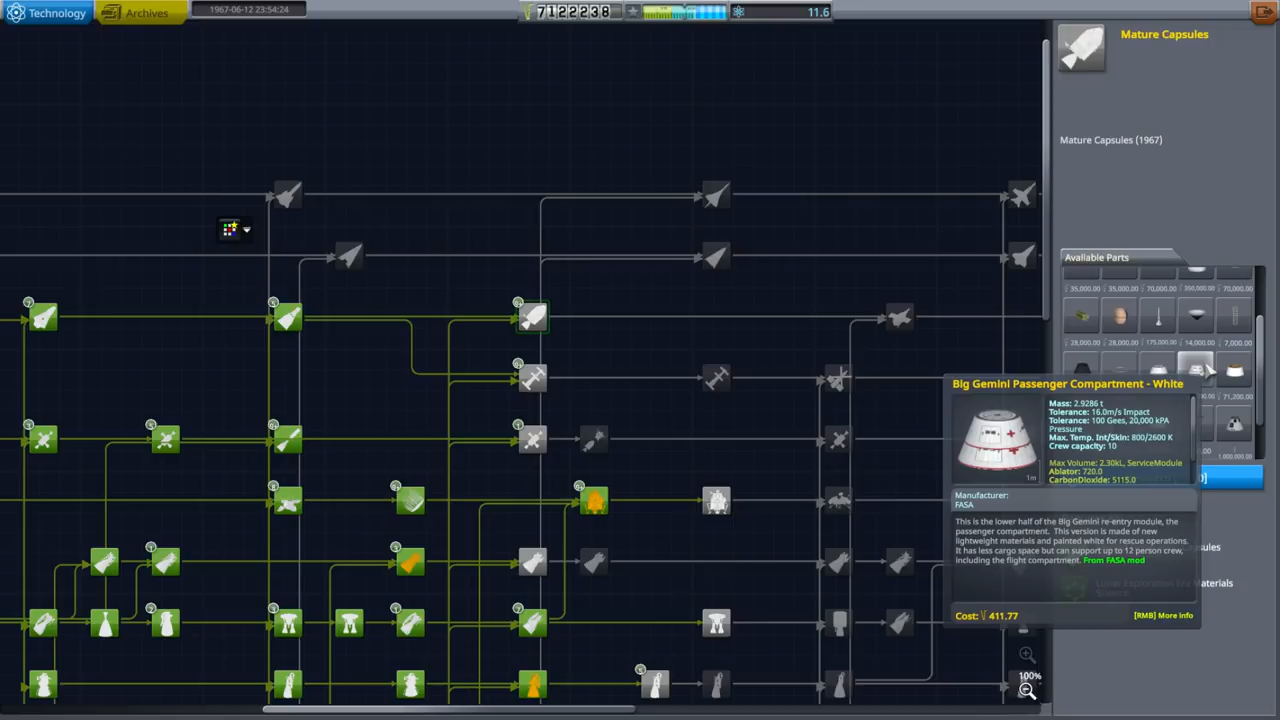 Technology
Archives
1967-06-12 23:54:24
7122238
11.6
Mature Capsules
Mature Capsules (1967)
Available Parts
35,000.00 35,000.00 70,000.00 350,000.00 70,000.00
28,000.00 28,000.00 175,000.00 14,000.00 7,000.00
71,200.00
Big Gemini Passenger Compartment - White
Mass: 2.9286 t
Tolerance: 16.0m/s Impact
Tolerance: 100 Gees, 20,000 kPA
Pressure
Max. Temp. Int/Skin: 800/2600 K
Crew capacity: 10
Max Volume: 2.30kL, ServiceModule
Ablator: 720.0
CarbonDioxide: 5115.0
1m
Manufacturer:
FASA
This is the lower half of the Big Gemini re-entry module, the
passenger compartment. This version is made of new
lightweight materials and painted white for rescue operations.
It has less cargo space but can support up to 12 person crew,
including the flight compartment. From FASA mod
Cost: 411.77
[RMB] More info
1,000,000.00
Lunar Exploration Era Materials
Science
100%